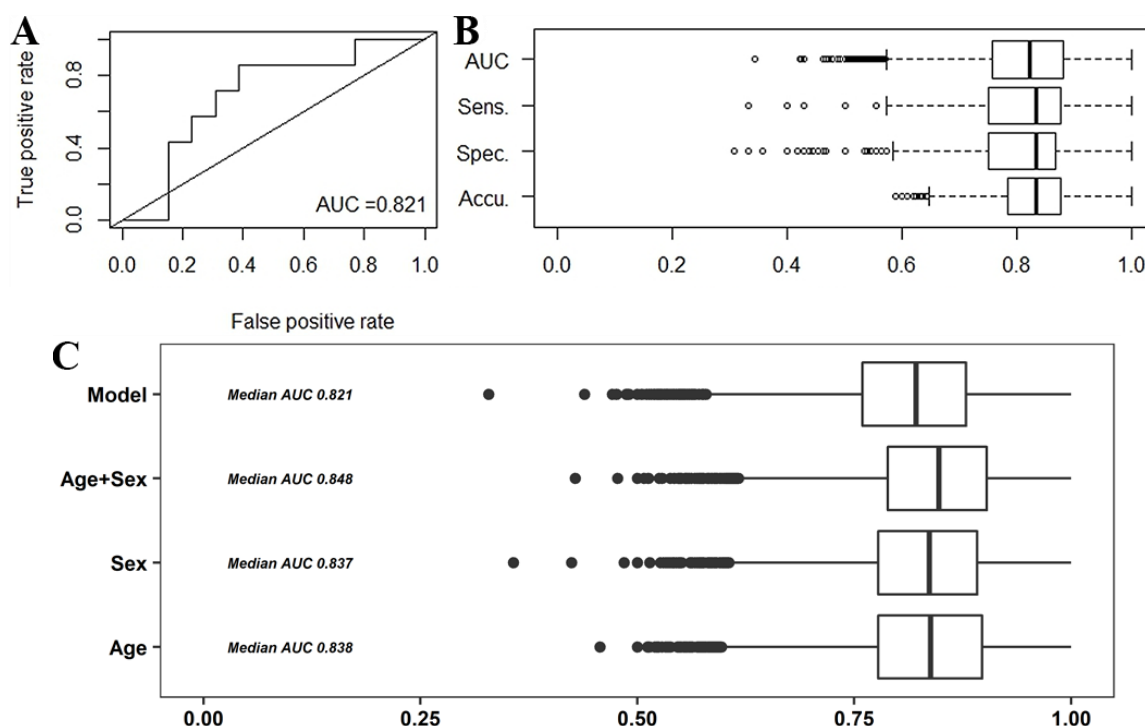 A
True positive rate
0.0 0.4 0.8
AUC =0.821
0.0 0.2 0.4 0.6 0.8 1.0
False positive rate
B
AUC
Sens.
Spec.
Accu.
0.0 0.2 0.4 0.6 0.8 1.0
C
Model Median AUC 0.821
Age+Sex Median AUC 0.848
Sex Median AUC 0.837
Age Median AUC 0.838
0.00 0.25 0.50 0.75 1.00